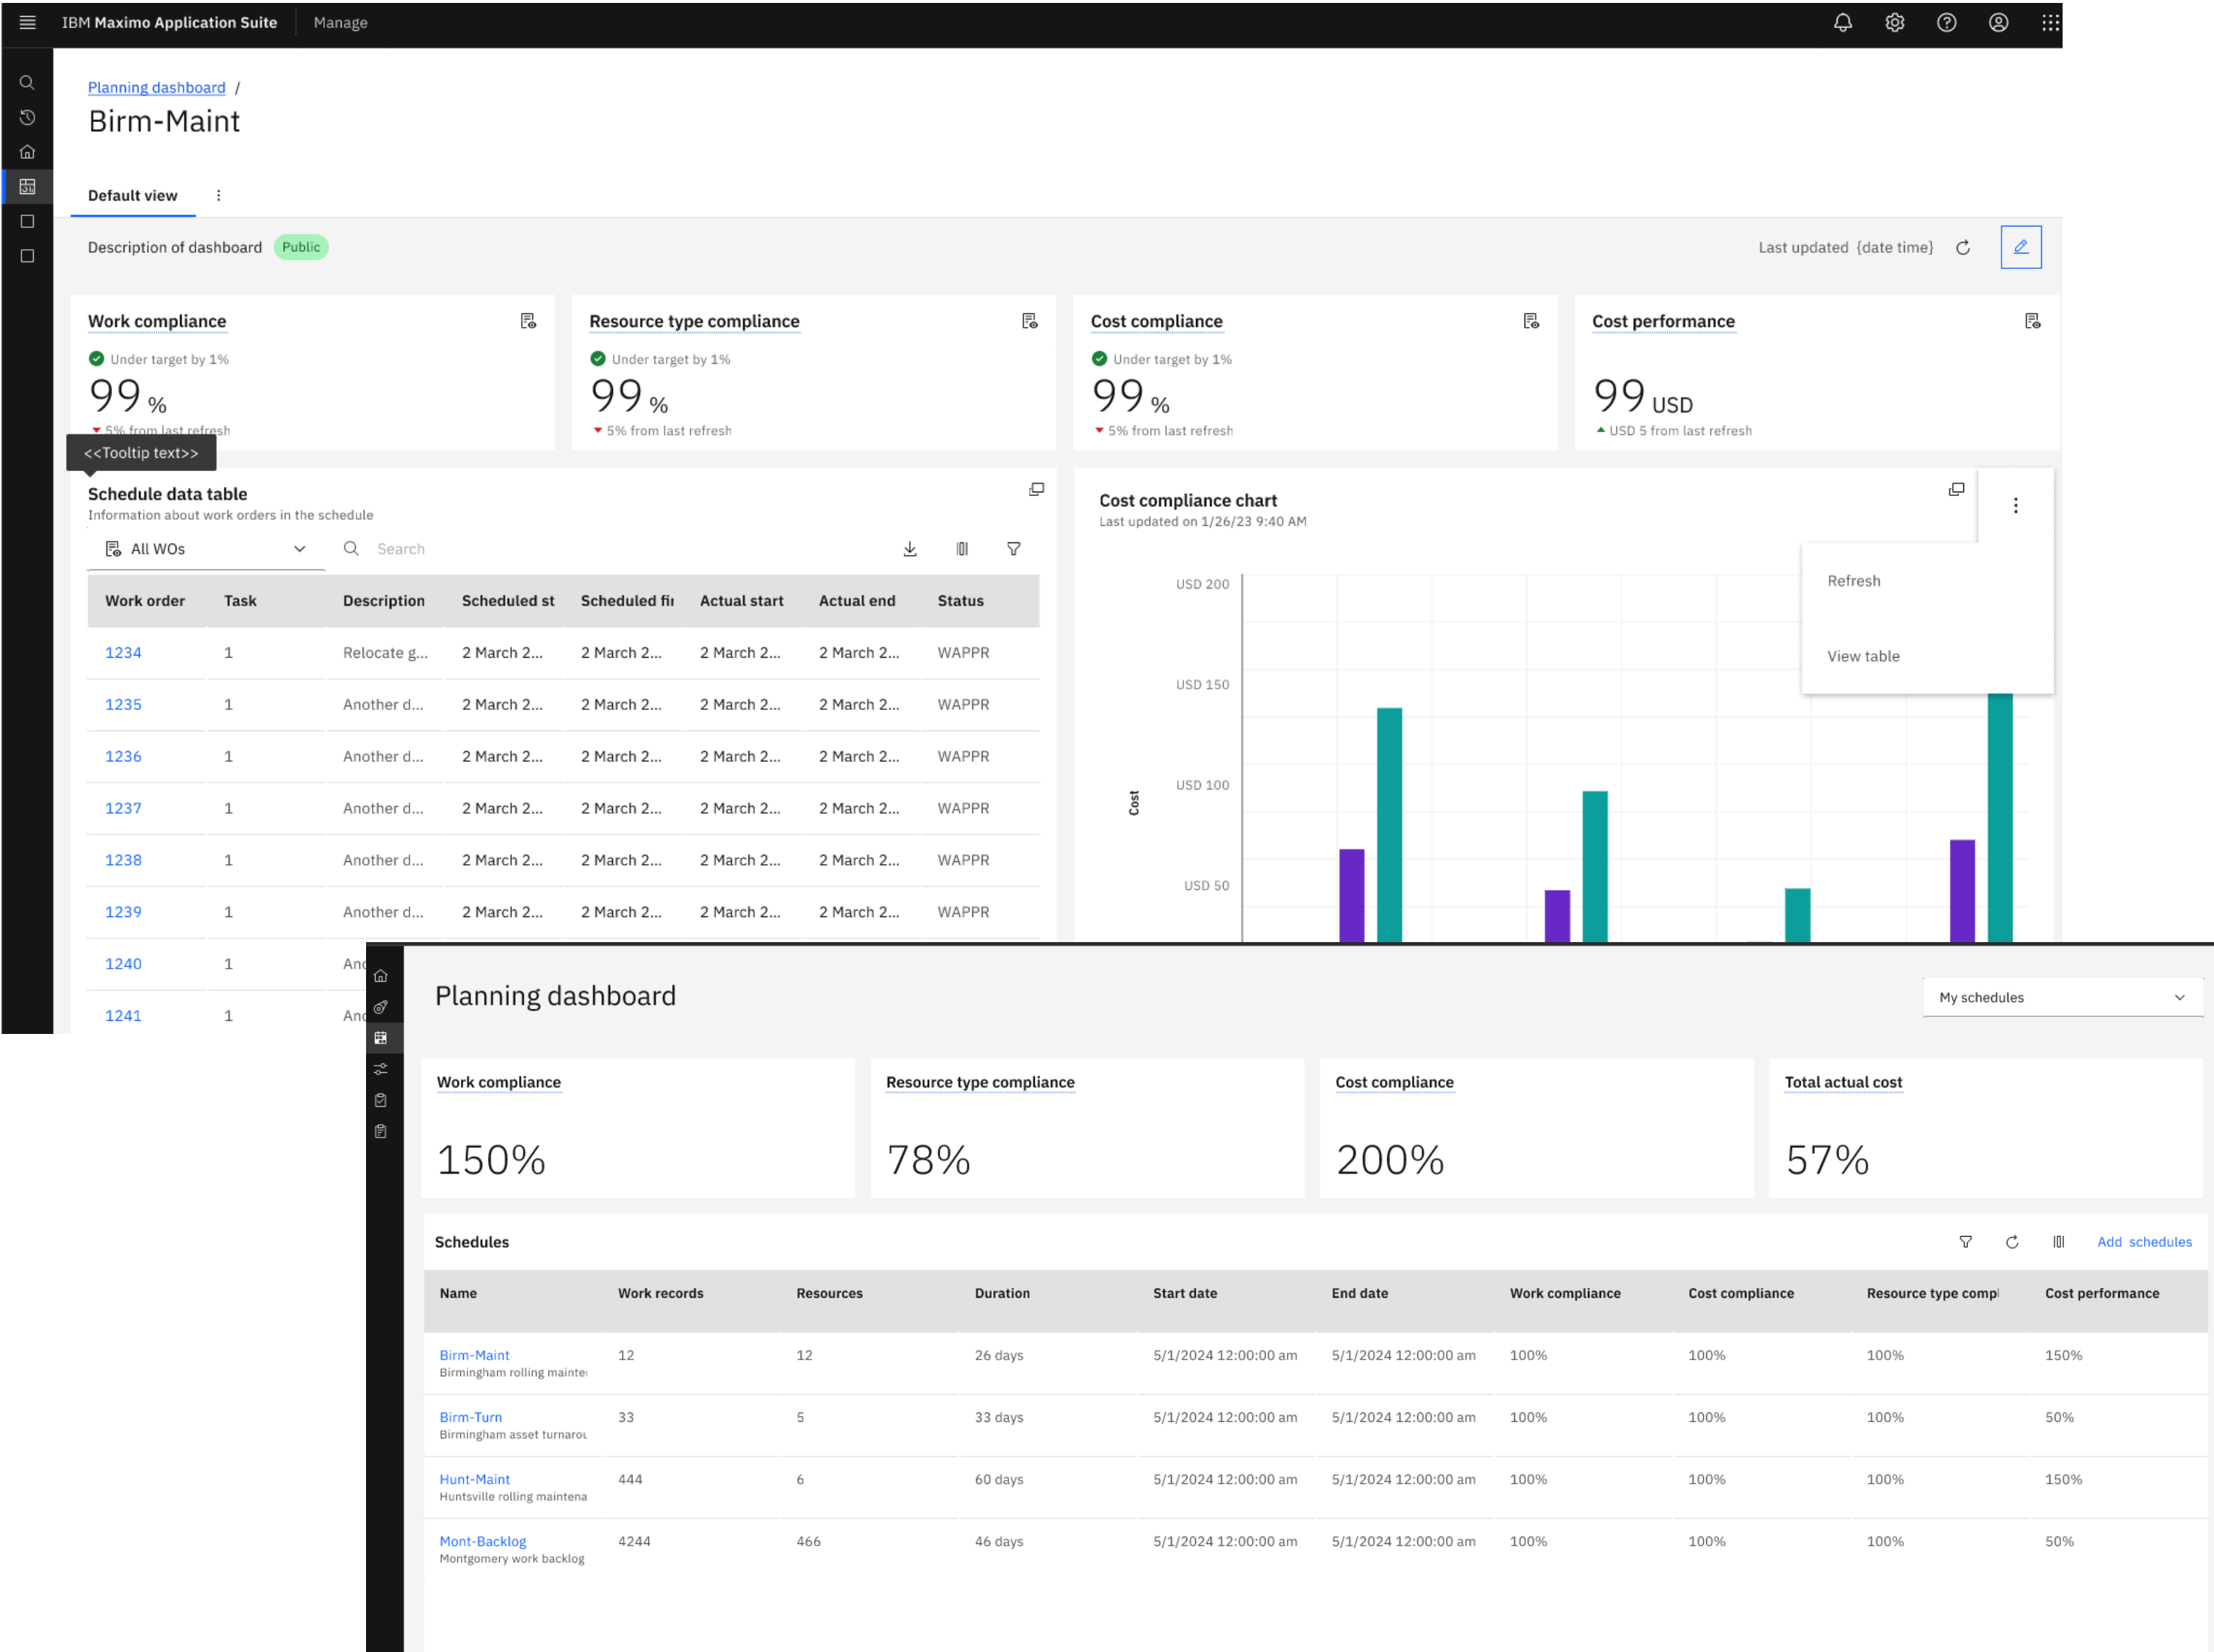 IBM Maximo Application Suite Manage
Planning dashboard /
Birm-Maint
Default view
Description of dashboard Public
Last updated {date time}
Work compliance
Under target by 1%
99 %
5% from last refresh
Resource type compliance
Under target by 1%
99 %
5% from last refresh
Cost compliance
Under target by 1%
99 %
5% from last refresh
Cost performance
99 USD
USD 5 from last refresh
<<Tooltip text>>
Schedule data table
Information about work orders in the schedule
All WOs Search
Work order Task Description Scheduled st Scheduled fir Actual start Actual end Status
1234 1 Relocate g... 2 March 2... 2 March 2... 2 March 2... 2 March 2... WAPPR
1235 1 Another d... 2 March 2... 2 March 2... 2 March 2... 2 March 2... WAPPR
1236 1 Another d... 2 March 2... 2 March 2... 2 March 2... 2 March 2... WAPPR
1237 1 Another d... 2 March 2... 2 March 2... 2 March 2... 2 March 2... WAPPR
1238 1 Another d... 2 March 2... 2 March 2... 2 March 2... 2 March 2... WAPPR
1239 1 Another d... 2 March 2... 2 March 2... 2 March 2... 2 March 2... WAPPR
1240 1
1241 1
Cost compliance chart
Last updated on 1/26/23 9:40 AM
Refresh
View table
USD 200
USD 150
USD 100
USD 50
Cost
Planning dashboard
My schedules
Work compliance
150%
Resource type compliance
78%
Cost compliance
200%
Total actual cost
57%
Schedules
Add schedules
Name Work records Resources Duration Start date End date Work compliance Cost compliance Resource type compl Cost performance
Birm-Maint 12 12 26 days 5/1/2024 12:00:00 am 5/1/2024 12:00:00 am 100% 100% 100% 150%
Birmingham rolling mainte
Birm-Turn 33 5 33 days 5/1/2024 12:00:00 am 5/1/2024 12:00:00 am 100% 100% 100% 50%
Birmingham asset turnarou
Hunt-Maint 444 6 60 days 5/1/2024 12:00:00 am 5/1/2024 12:00:00 am 100% 100% 100% 150%
Huntsville rolling maintena
Mont-Backlog 4244 466 46 days 5/1/2024 12:00:00 am 5/1/2024 12:00:00 am 100% 100% 100% 50%
Montgomery work backlog